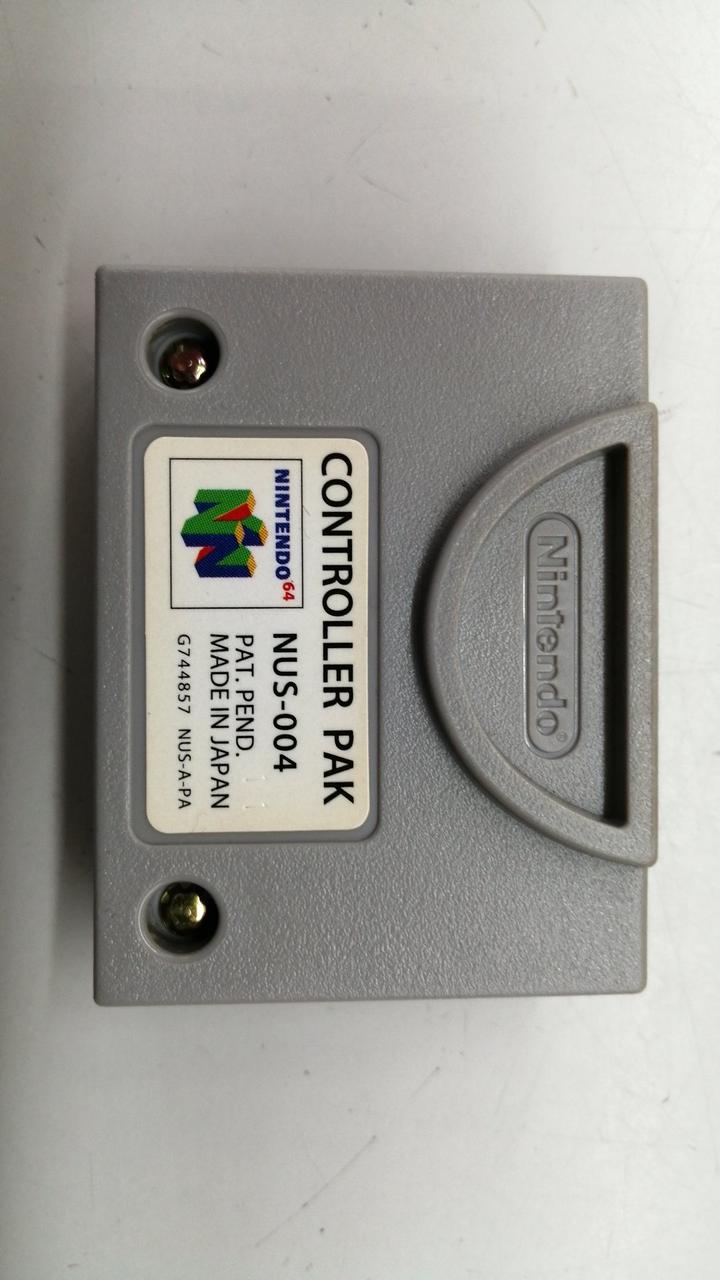 Nintendo®
CONTROLLER PAK
NINTENDO64
NUS-004
PAT. PEND.
MADE IN JAPAN
G744857 NUS-A-PA